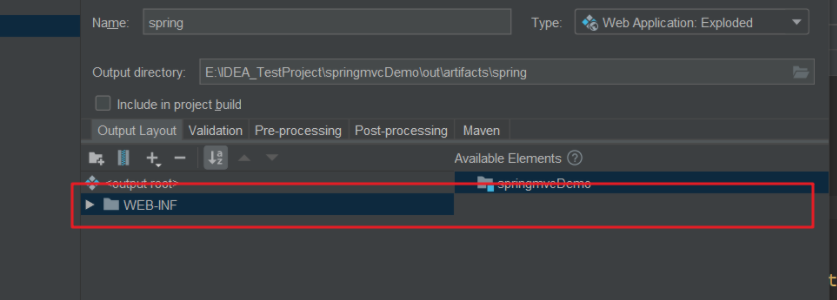 Name: spring Type: Web Application: Exploded
Output directory: E:\IDEA_TestProject\springmvcDemo\out\artifacts\spring
Include in project build
Output Layout Validation Pre-processing Post-processing Maven
Available Elements
<output root> springmvcDemo
WEB-INF
t